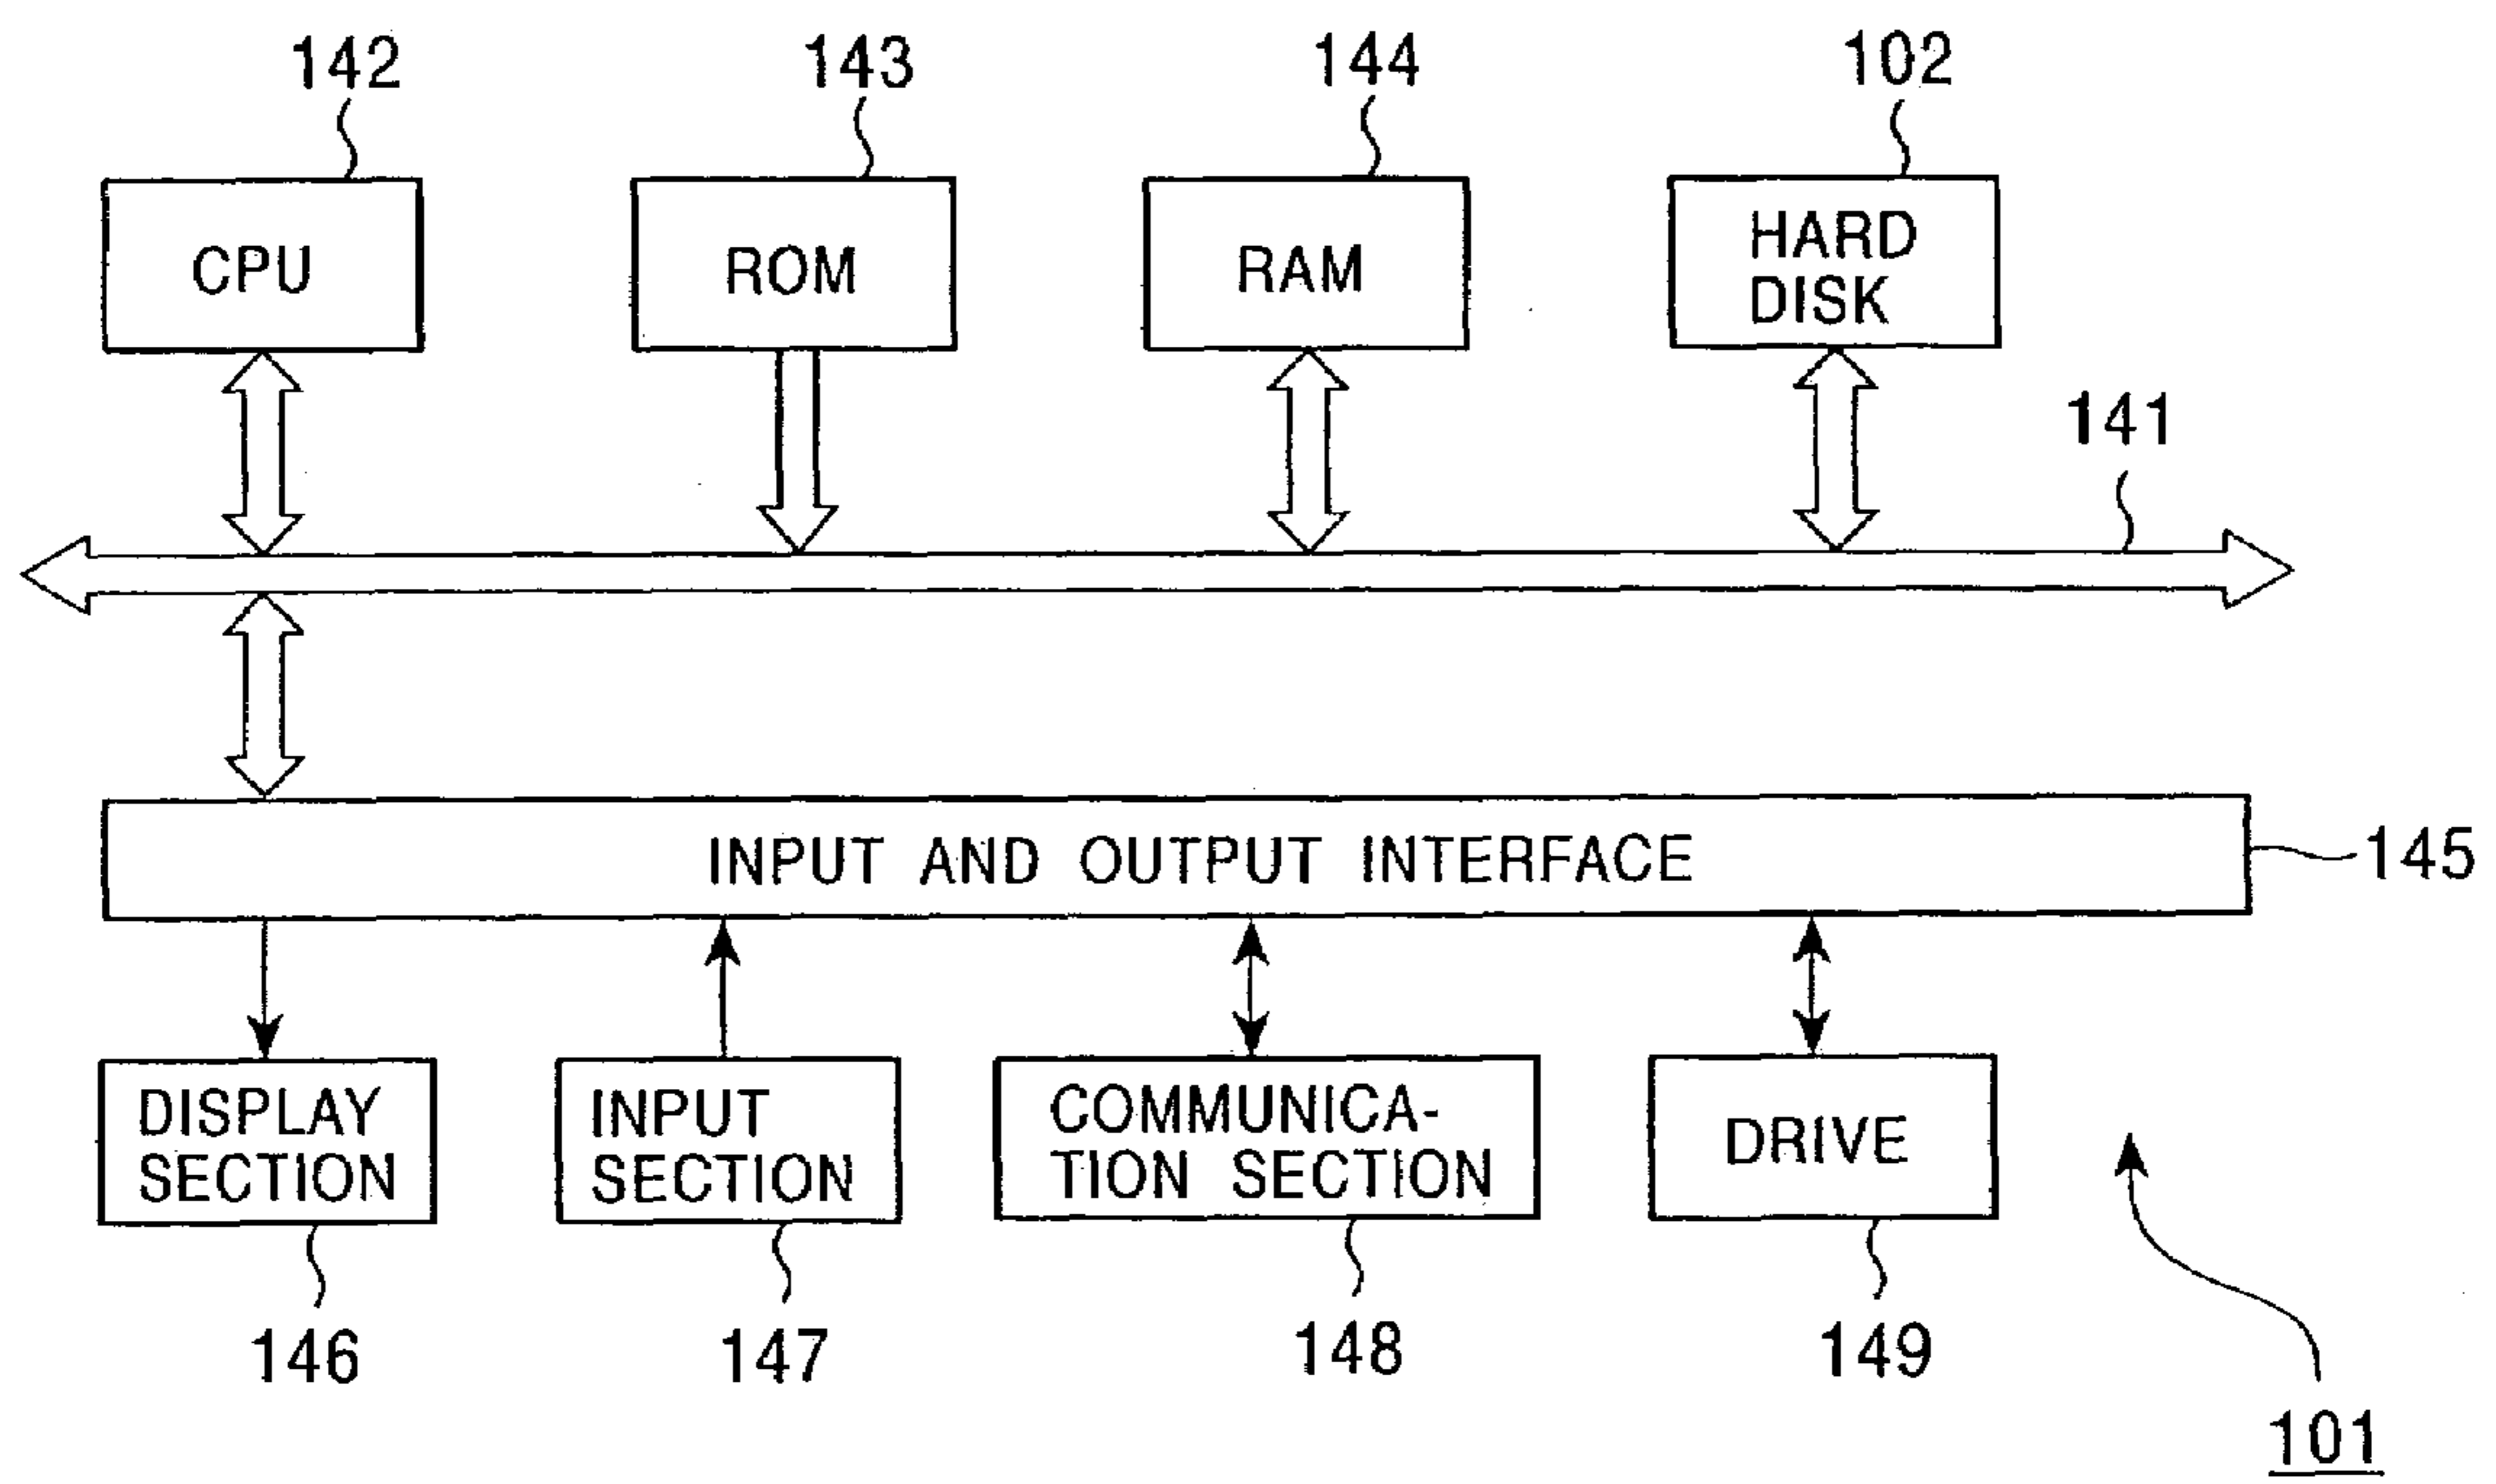 142
143
144
102
CPU
ROM
RAM
HARD
DISK
141
INPUT AND OUTPUT INTERFACE
145
DISPLAY
SECTION
INPUT
SECTION
COMMUNICA-
TION SECTION
DRIVE
146
147
148
149
101